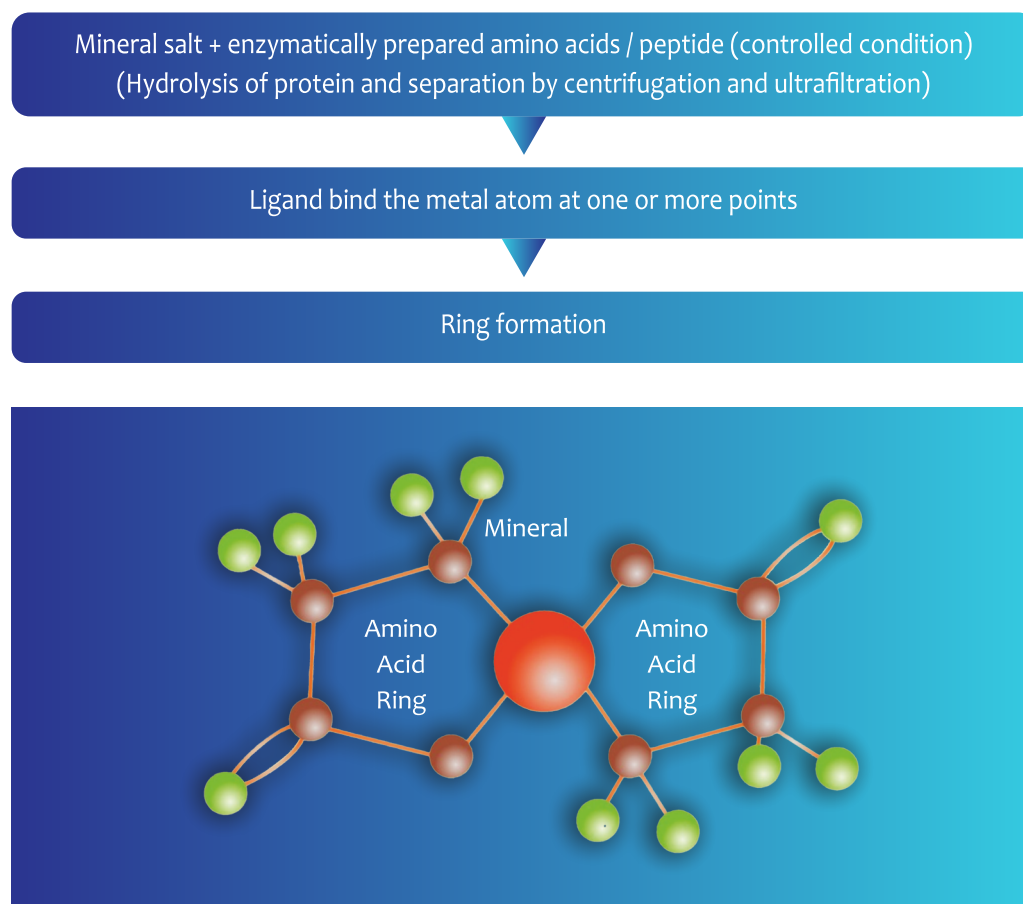 Mineral salt + enzymatically prepared amino acids / peptide (controlled condition)
(Hydrolysis of protein and separation by centrifugation and ultrafiltration)
Ligand bind the metal atom at one or more points
Ring formation
Mineral
Amino
Acid
Ring
Amino
Acid
Ring